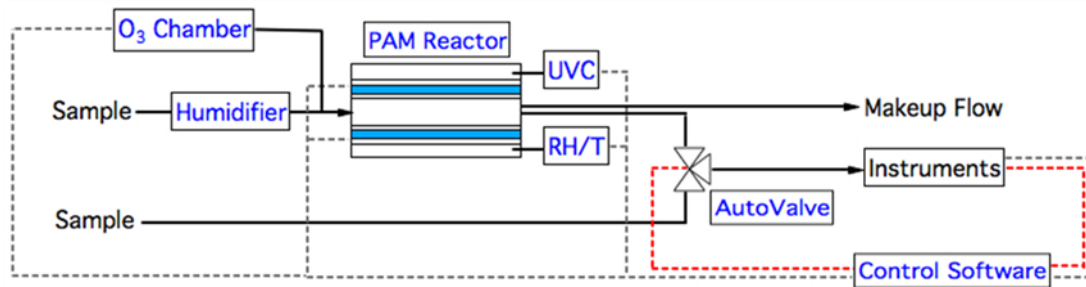 O₃ Chamber
PAM Reactor
UVC
Sample
Humidifier
Makeup Flow
RH/T
Instruments
AutoValve
Sample
Control Software